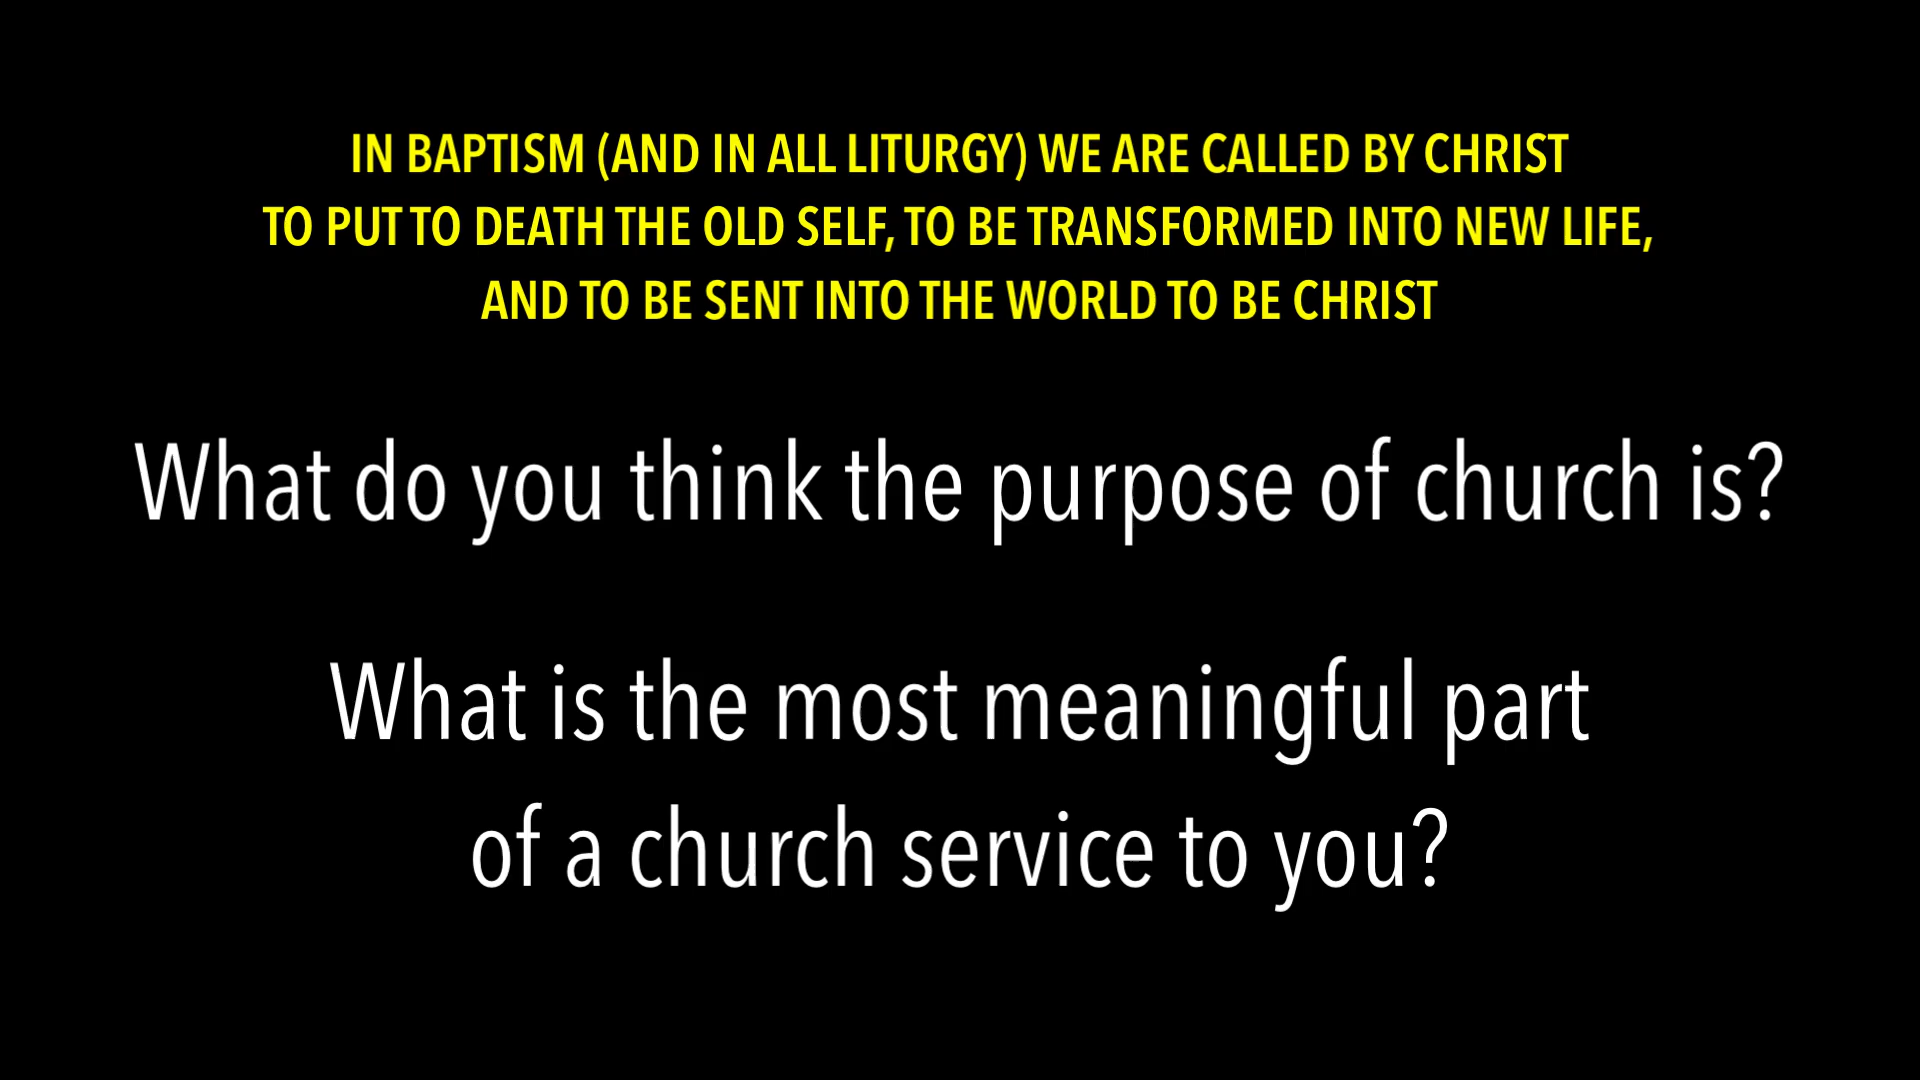 IN BAPTISM (AND IN ALL LITURGY) WE ARE CALLED BY CHRIST
TO PUT TO DEATH THE OLD SELF, TO BE TRANSFORMED INTO NEW LIFE,
AND TO BE SENT INTO THE WORLD TO BE CHRIST
What do you think the purpose of church is?
What is the most meaningful part
of a church service to you?